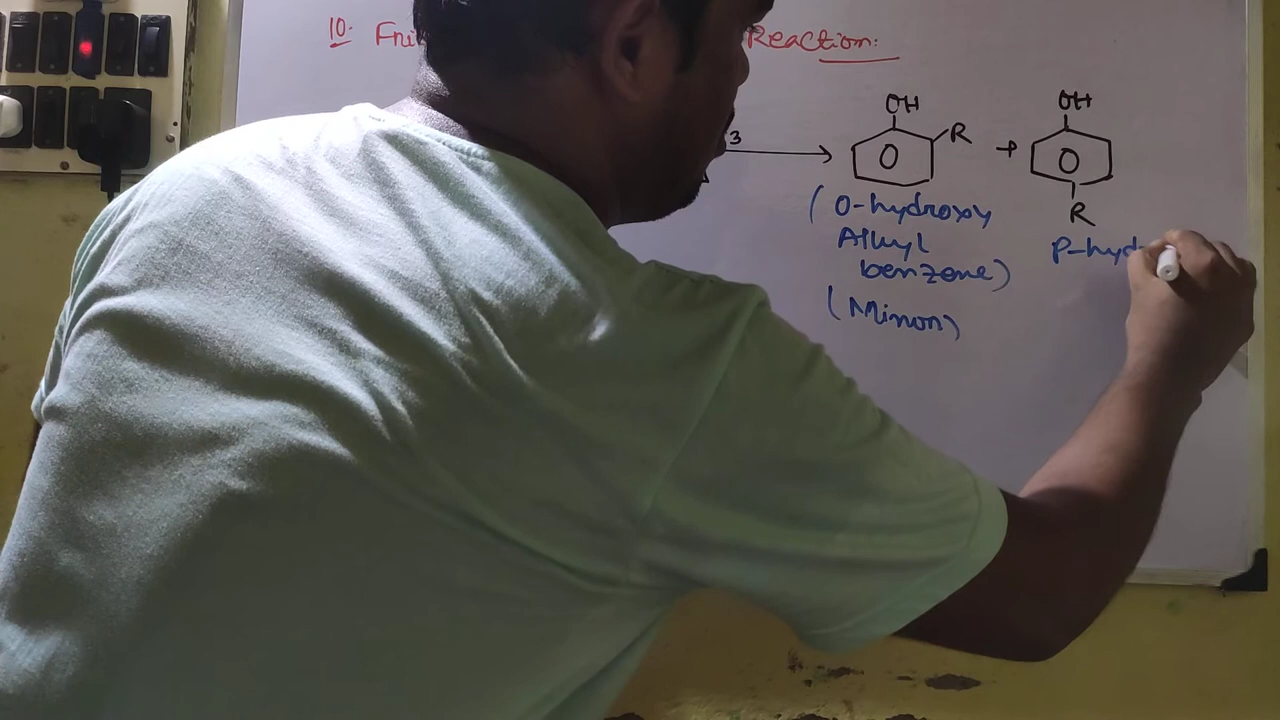 10. Fri Reaction:
3
OH
R
+
OH
R
(O-hydroxy
Alkyl
benzene)
(Minor)
P-hyd